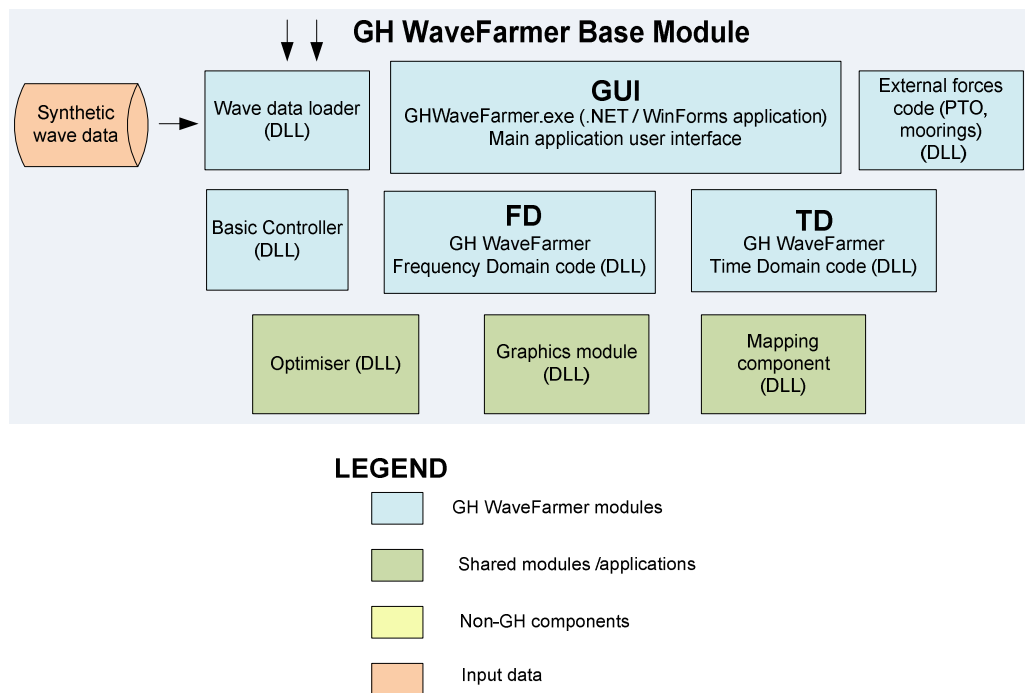 GH WaveFarmer Base Module
Synthetic
wave data
Wave data loader
(DLL)
GUI
GHWaveFarmer.exe (.NET / WinForms application)
Main application user interface
External forces
code (PTO,
moorings)
(DLL)
Basic Controller
(DLL)
FD
GH WaveFarmer
Frequency Domain code (DLL)
TD
GH WaveFarmer
Time Domain code (DLL)
Optimiser (DLL)
Graphics module
(DLL)
Mapping
component
(DLL)
LEGEND
GH WaveFarmer modules
Shared modules /applications
Non-GH components
Input data